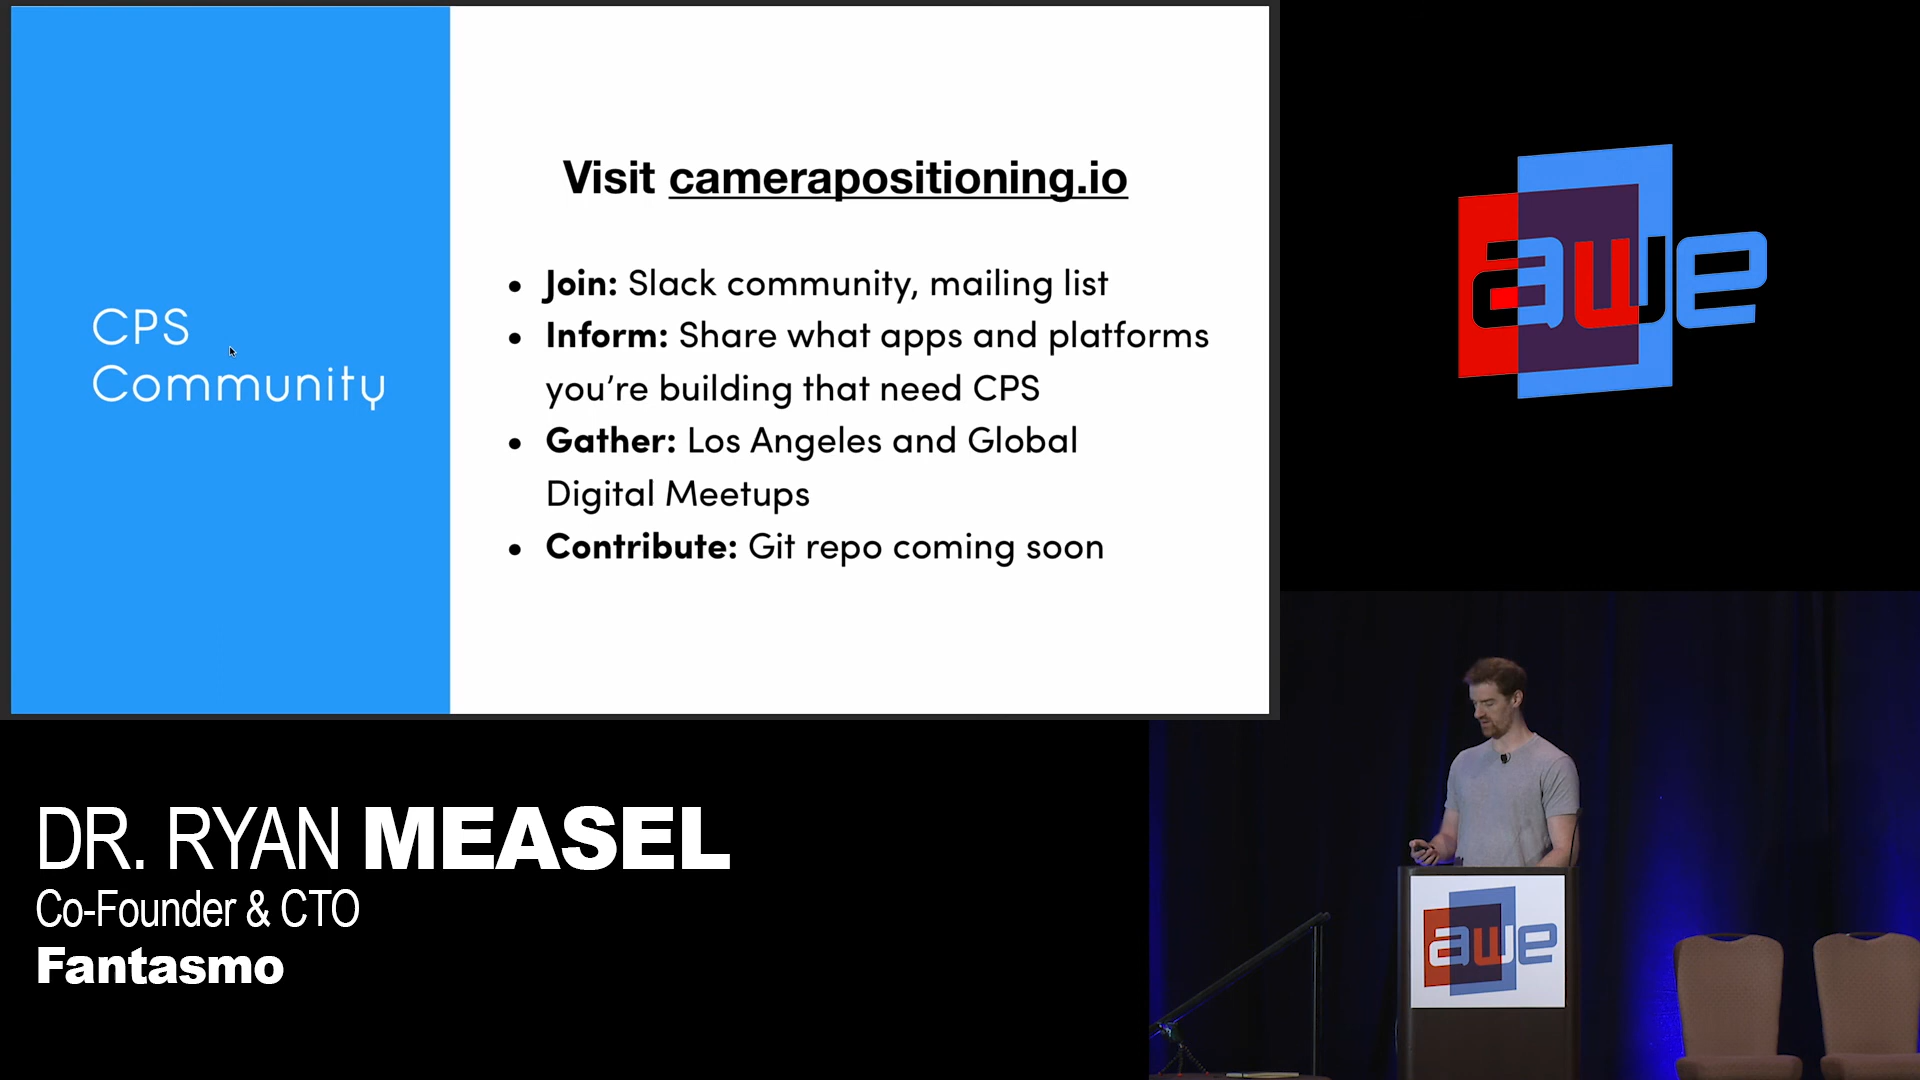 CPS
Community
Visit camerapositioning.io
• Join: Slack community, mailing list
• Inform: Share what apps and platforms
you’re building that need CPS
• Gather: Los Angeles and Global
Digital Meetups
• Contribute: Git repo coming soon
awe
DR. RYAN MEASEL
Co-Founder & CTO
Fantasmo
awe